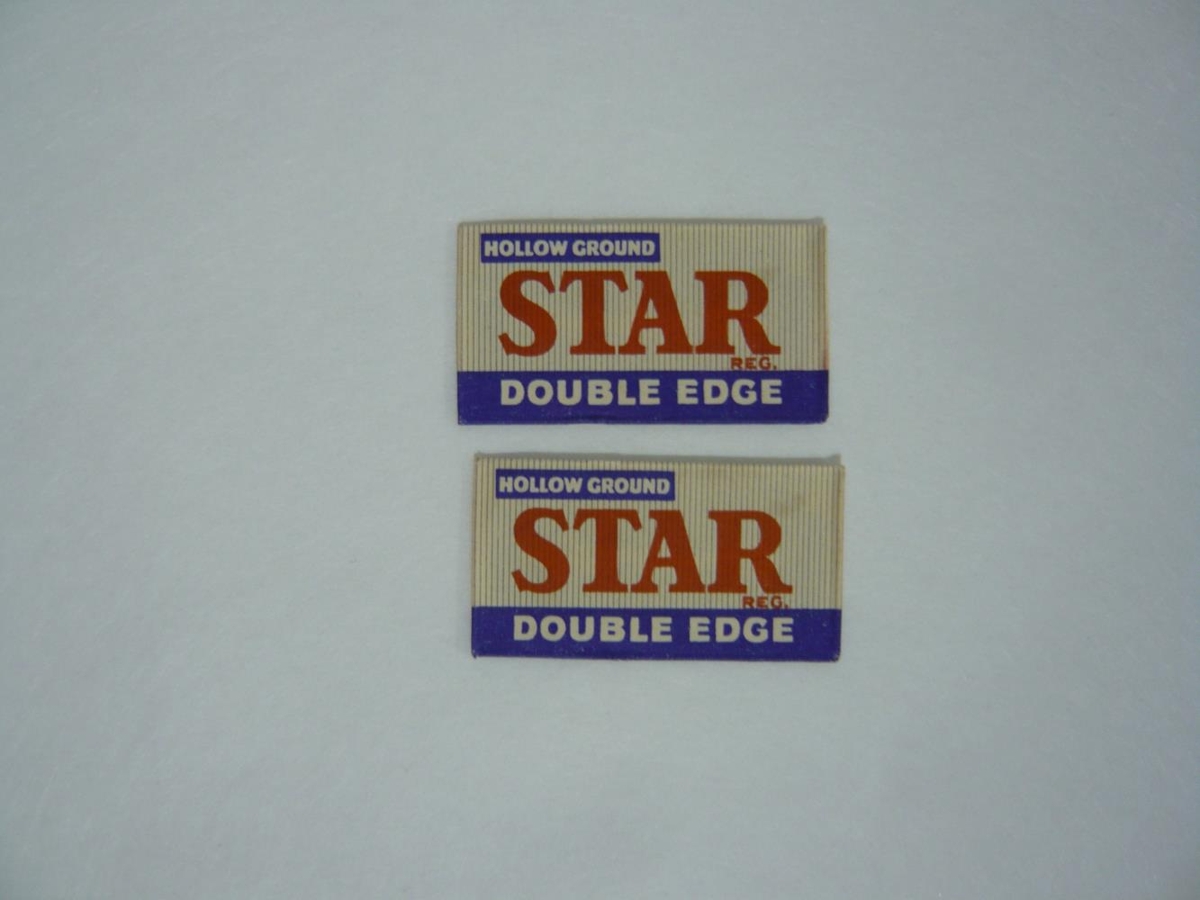 HOLLOW GROUND
STAR
REG.
DOUBLE EDGE
HOLLOW GROUND
STAR
REG.
DOUBLE EDGE